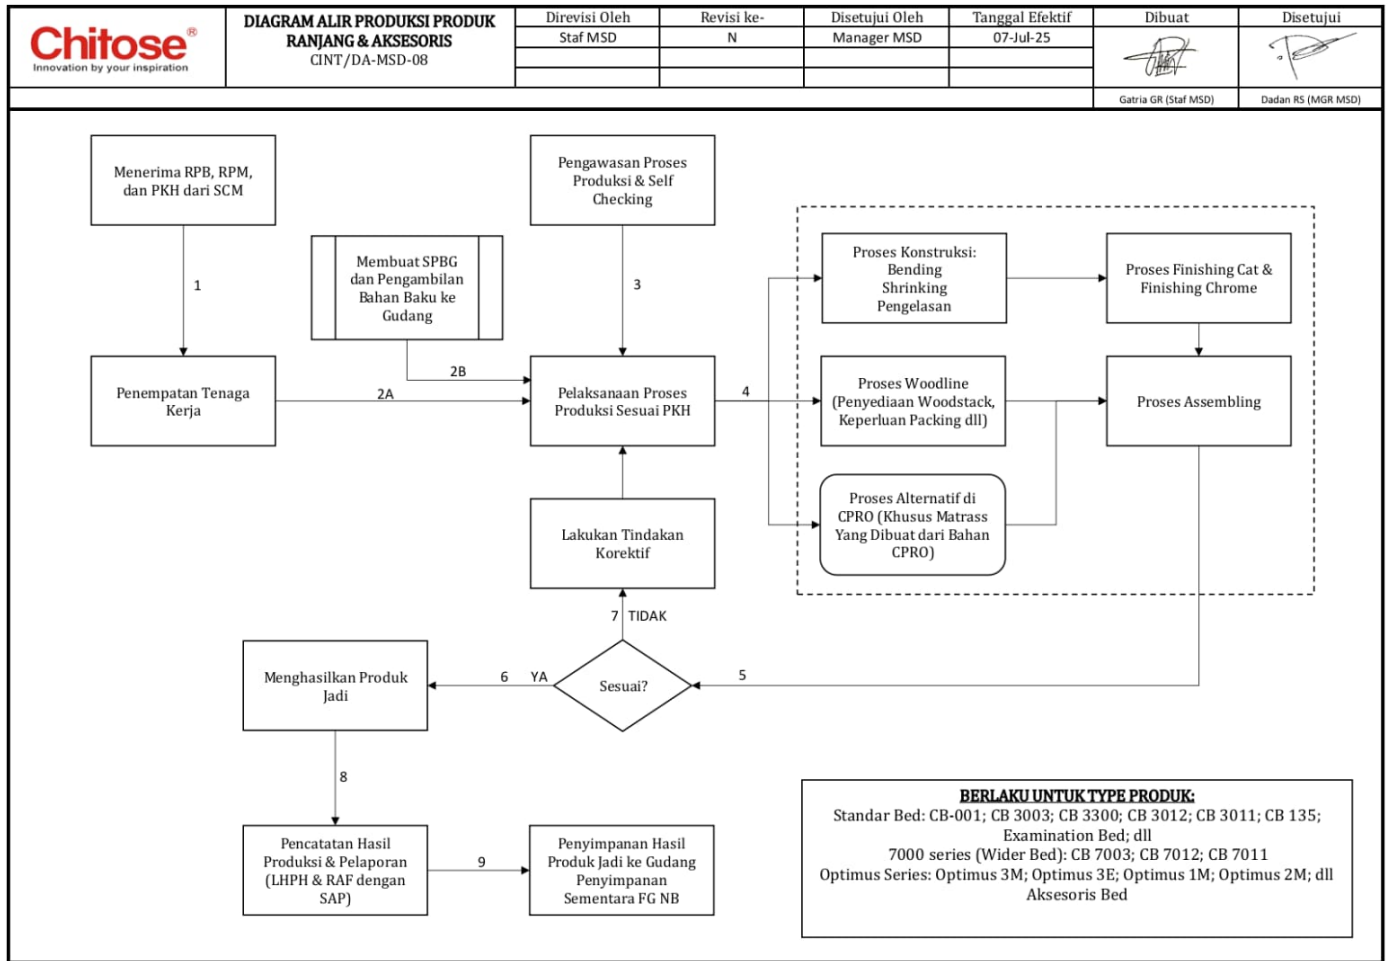 Chitose®
Innovation by your inspiration
DIAGRAM ALIR PRODUKSI PRODUK
RANJANG & AKSESORIS
CINT/DA-MSD-08
Direvisi Oleh
Revisi ke-
Disetujui Oleh
Tanggal Efektif
Dibuat
Disetujui
Staf MSD
N
Manager MSD
07-Jul-25
Gatria GR (Staf MSD)
Dadan RS (MGR MSD)
Menerima RPB, RPM,
dan PKH dari SCM
1
Penempatan Tenaga
Kerja
2A
Membuat SPBG
dan Pengambilan
Bahan Baku ke
Gudang
2B
Pengawasan Proses
Produksi & Self
Checking
3
Pelaksanaan Proses
Produksi Sesuai PKH
4
Proses Konstruksi:
Bending
Shrinking
Pengelasan
Proses Finishing Cat &
Finishing Chrome
Proses Woodline
(Penyediaan Woodstack,
Keperluan Packing dll)
Proses Assembling
Proses Alternatif di
CPRO (Khusus Matrass
Yang Dibuat dari Bahan
CPRO)
Lakukan Tindakan
Korektif
7 TIDAK
Sesuai?
5
6 YA
Menghasilkan Produk
Jadi
8
Pencatatan Hasil
Produksi & Pelaporan
(LHPH & RAF dengan
SAP)
9
Penyimpanan Hasil
Produk Jadi ke Gudang
Penyimpanan
Sementara FG NB
BERLAKU UNTUK TYPE PRODUK:
Standar Bed: CB-001; CB 3003; CB 3300; CB 3012; CB 3011; CB 135;
Examination Bed; dll
7000 series (Wider Bed): CB 7003; CB 7012; CB 7011
Optimus Series: Optimus 3M; Optimus 3E; Optimus 1M; Optimus 2M; dll
Aksesoris Bed